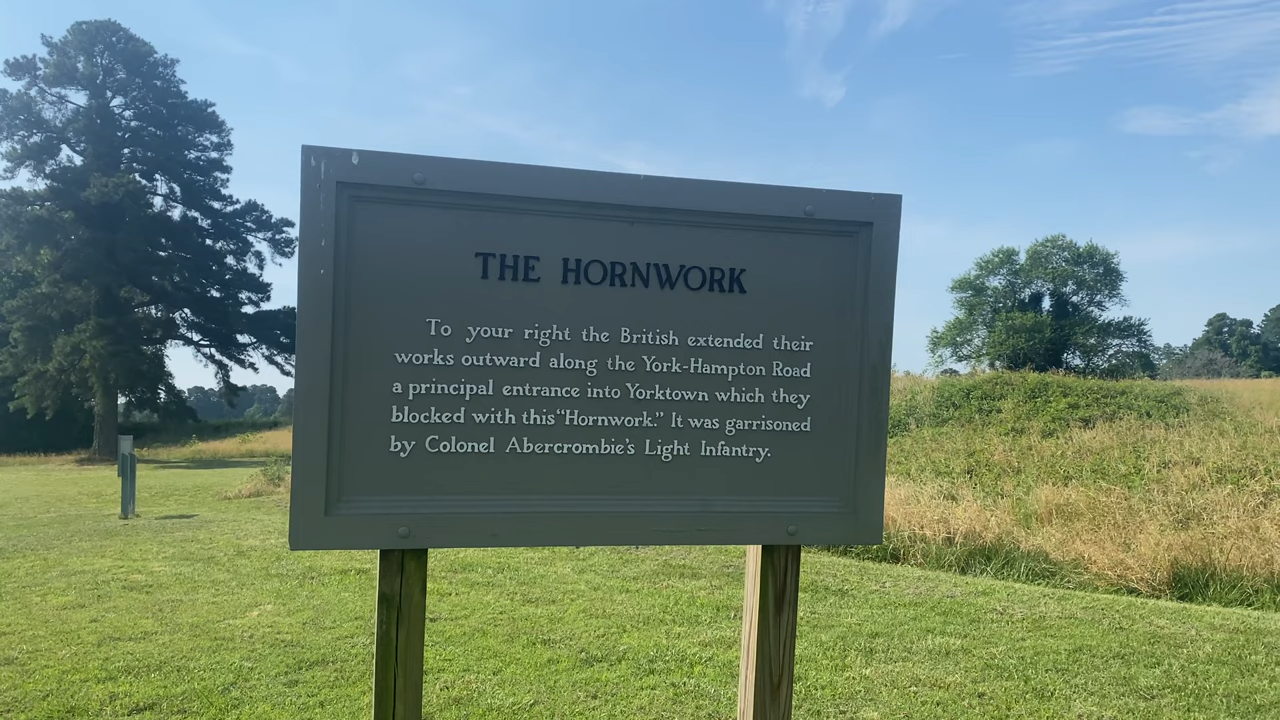 THE HORNWORK
To your right the British extended their
works outward along the York-Hampton Road
a principal entrance into Yorktown which they
blocked with this "Hornwork." It was garrisoned
by Colonel Abercrombie's Light Infantry.